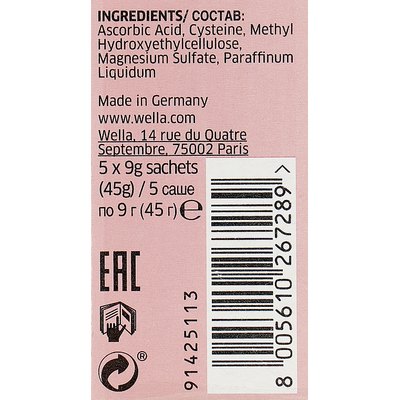 INGREDIENTS/ СОСТАВ:
Ascorbic Acid, Cysteine, Methyl
Hydroxyethylcellulose,
Magnesium Sulfate, Paraffinum
Liquidum
Made in Germany
www.wella.com
Wella, 14 rue du Quatre
Septembre, 75002 Paris
5 x 9g sachets
(45g) / 5 саше
по 9 г (45 г) e
EAC
91425113
8 005610 267289 >
®